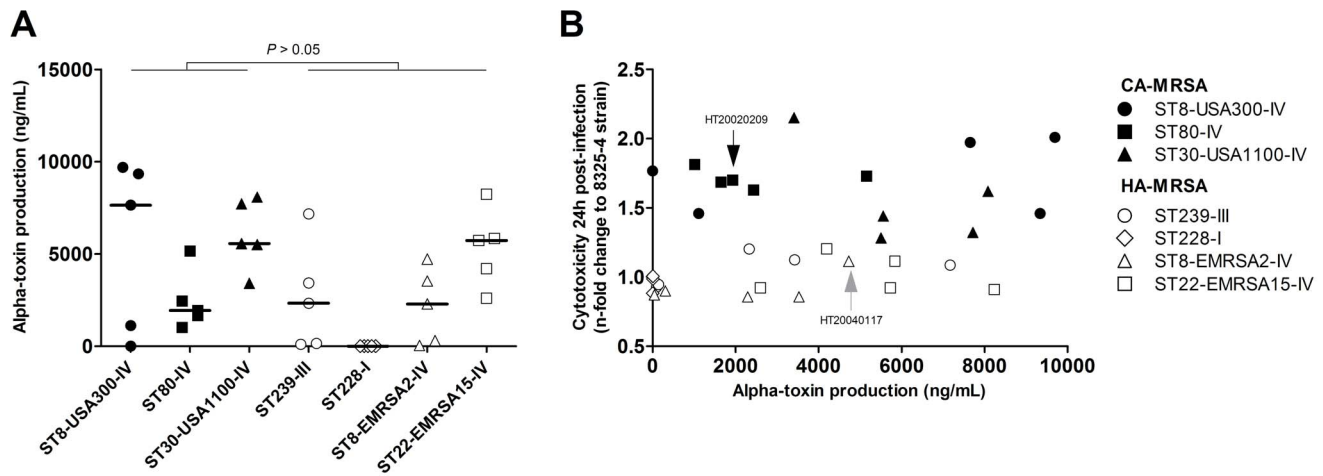 A
P > 0.05
Alpha-toxin production (ng/mL)
15000
10000
5000
0
ST8-USA300-IV
ST80-IV
ST30-USA1100-IV
ST239-III
ST228-I
ST8-EMRSA2-IV
ST22-EMRSA15-IV
B
Cytotoxicity 24h post-infection
(n-fold change to 8325-4 strain)
2.5
2.0
1.5
1.0
0.5
HT20020209
HT20040117
0
2000
4000
6000
8000
10000
Alpha-toxin production (ng/mL)
CA-MRSA
ST8-USA300-IV
ST80-IV
ST30-USA1100-IV
HA-MRSA
ST239-III
ST228-I
ST8-EMRSA2-IV
ST22-EMRSA15-IV